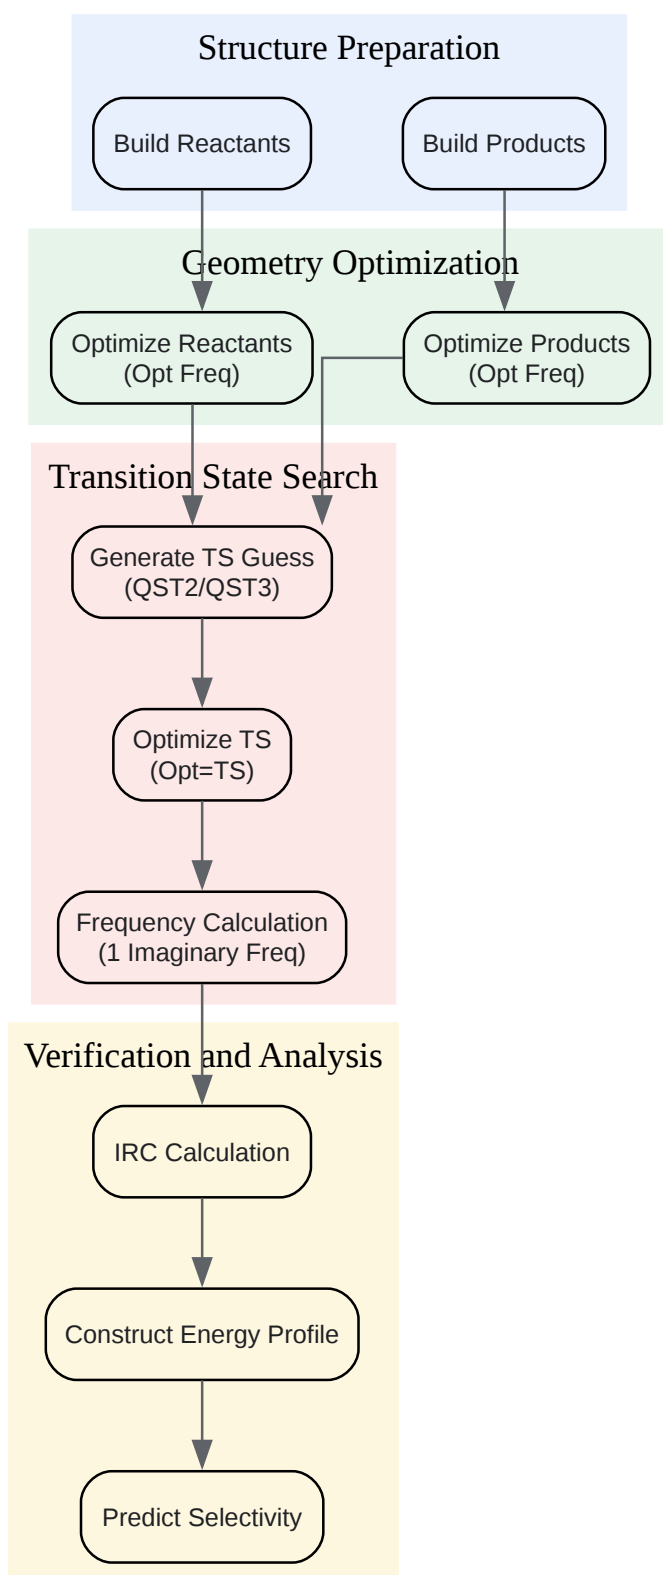 Structure Preparation
Build Reactants
Build Products
Geometry Optimization
Optimize Reactants
(Opt Freq)
Optimize Products
(Opt Freq)
Transition State Search
Generate TS Guess
(QST2/QST3)
Optimize TS
(Opt=TS)
Frequency Calculation
(1 Imaginary Freq)
Verification and Analysis
IRC Calculation
Construct Energy Profile
Predict Selectivity